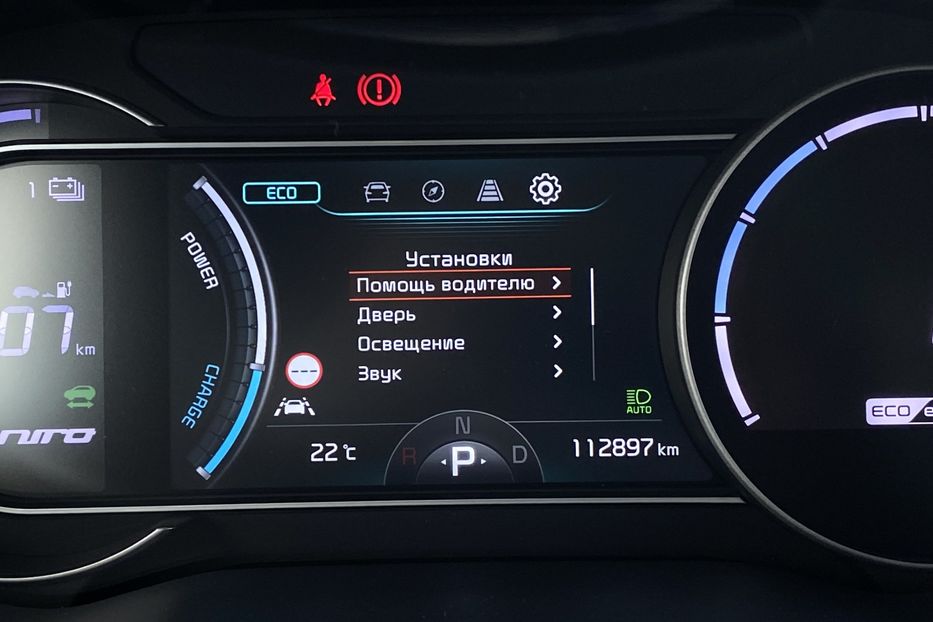 ECO
1
POWER
Установки
Помощь водителю
Дверь
Освещение
Звук
CHARGE
07 km
---
AUTO
niro
22°C
R N D
P
112897 km
ECO